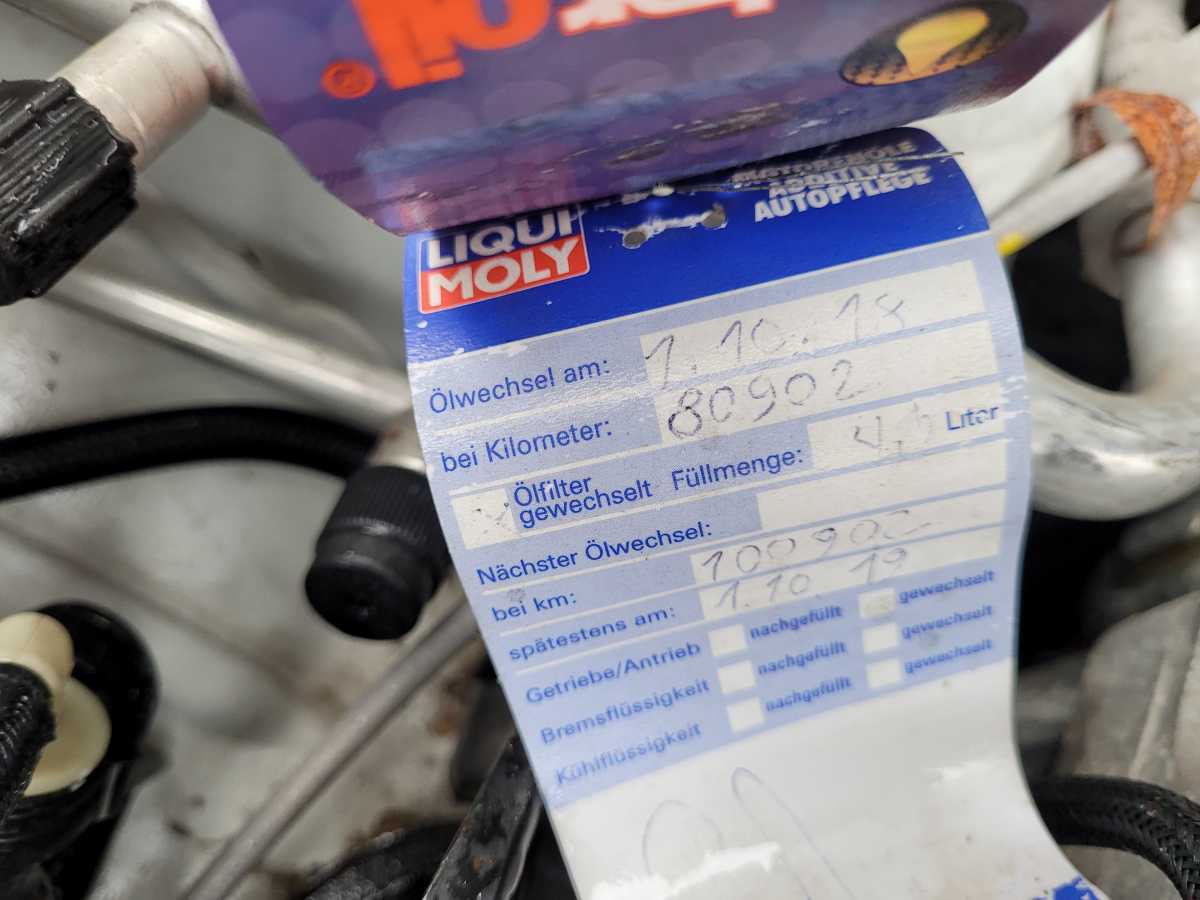 oil®
LIQUI
MOLY
MOTORENÖLE
ADDITIVE
AUTOPFLEGE
Ölwechsel am: 1.10.18
bei Kilometer: 80902
Ölfilter
gewechselt Füllmenge: Liter
Nächster Ölwechsel:
bei km: 100902
spätestens am: 1.10.19
Getriebe/Antrieb nachgefüllt gewechselt
Bremsflüssigkeit nachgefüllt gewechselt
Kühlflüssigkeit nachgefüllt gewechselt